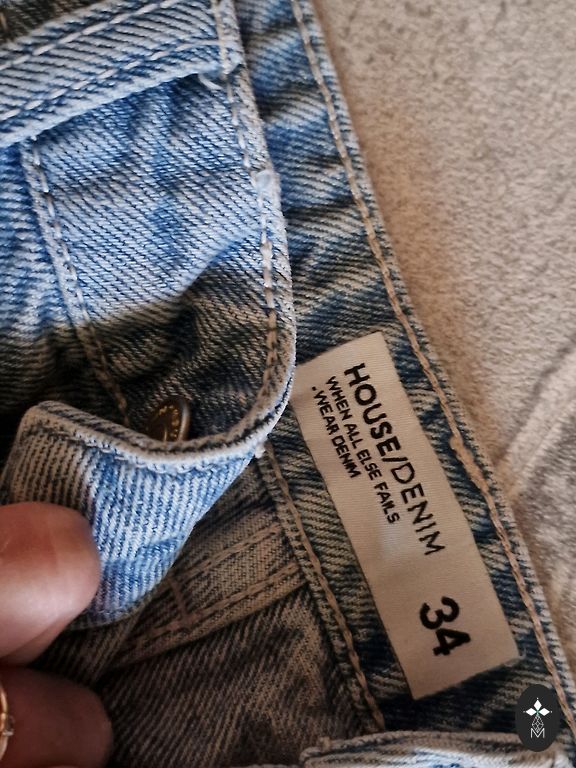 HOUSE/DENIM
WHEN ALL ELSE FAILS
.WEAR DENIM
34